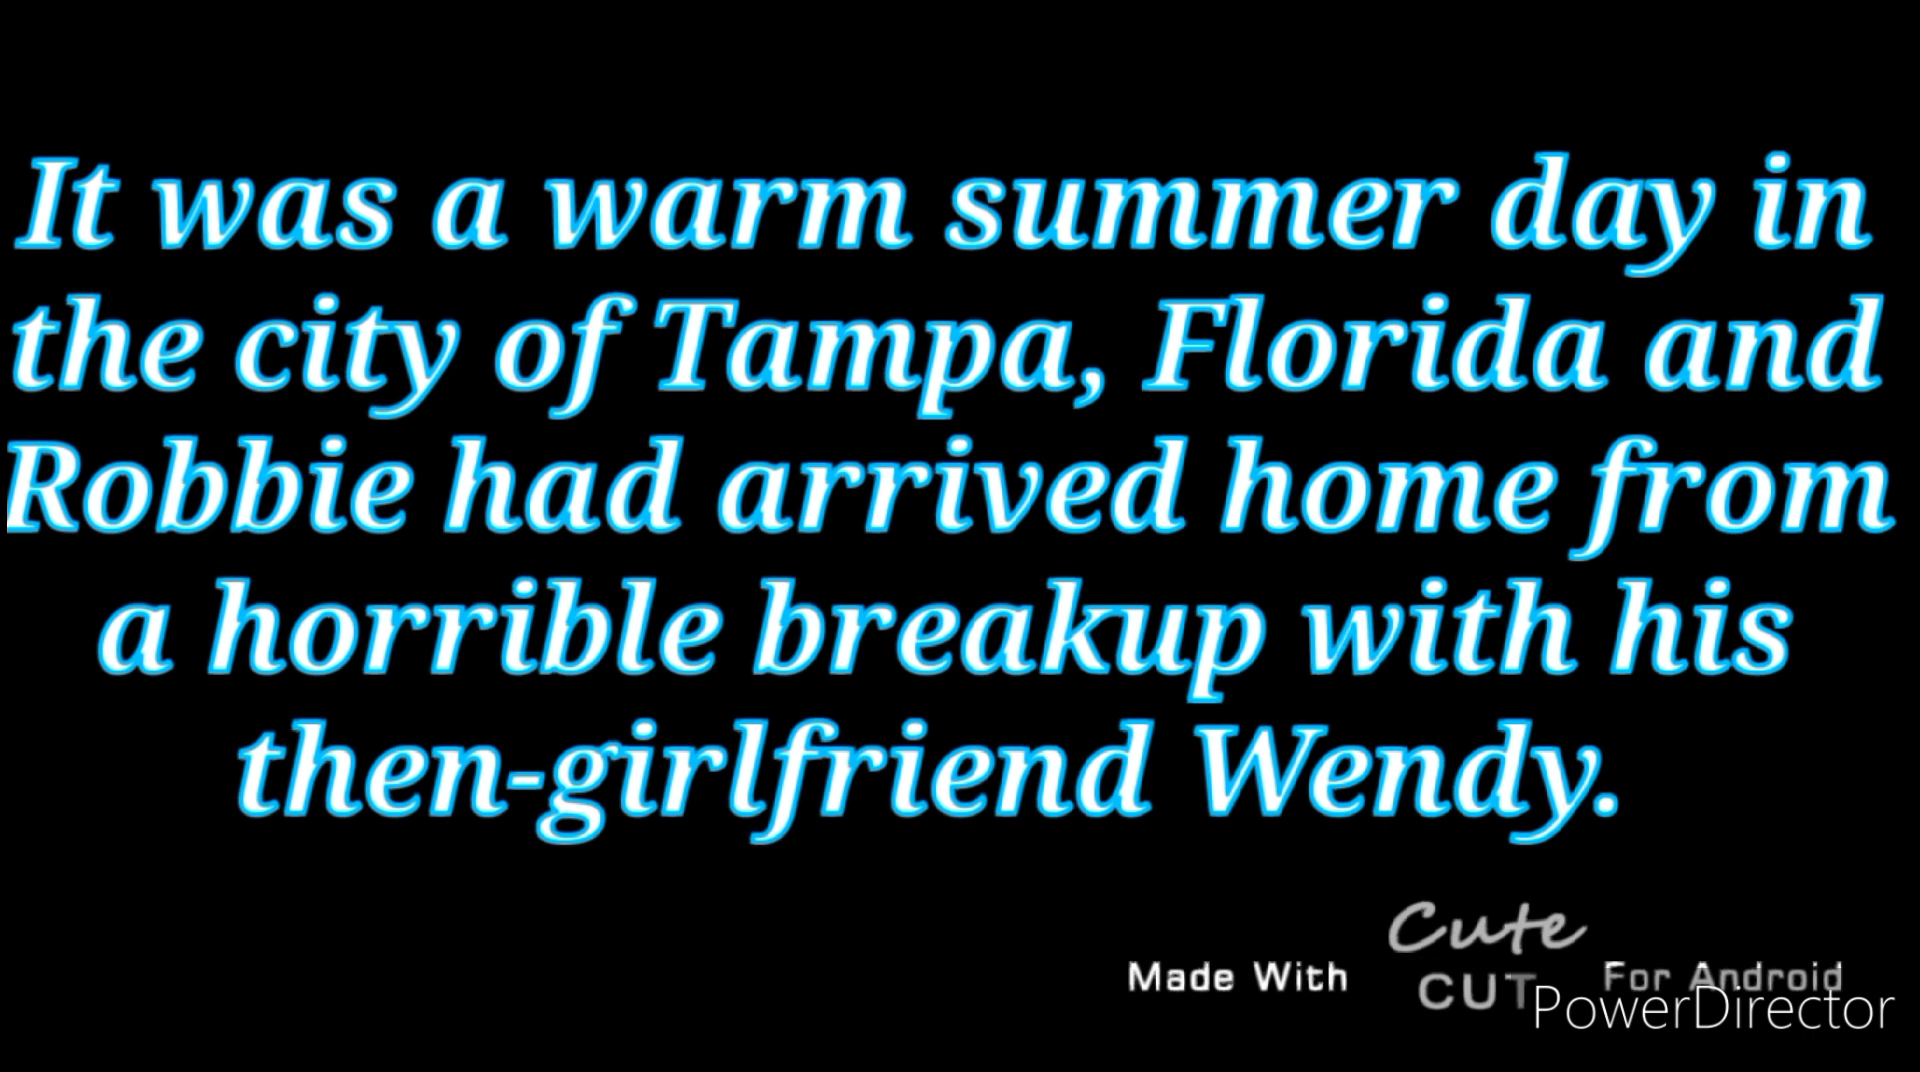 It was a warm summer day in
the city of Tampa, Florida and
Robbie had arrived home from
a horrible breakup with his
then-girlfriend Wendy.
Cute
Made With CUT For Android
PowerDirector